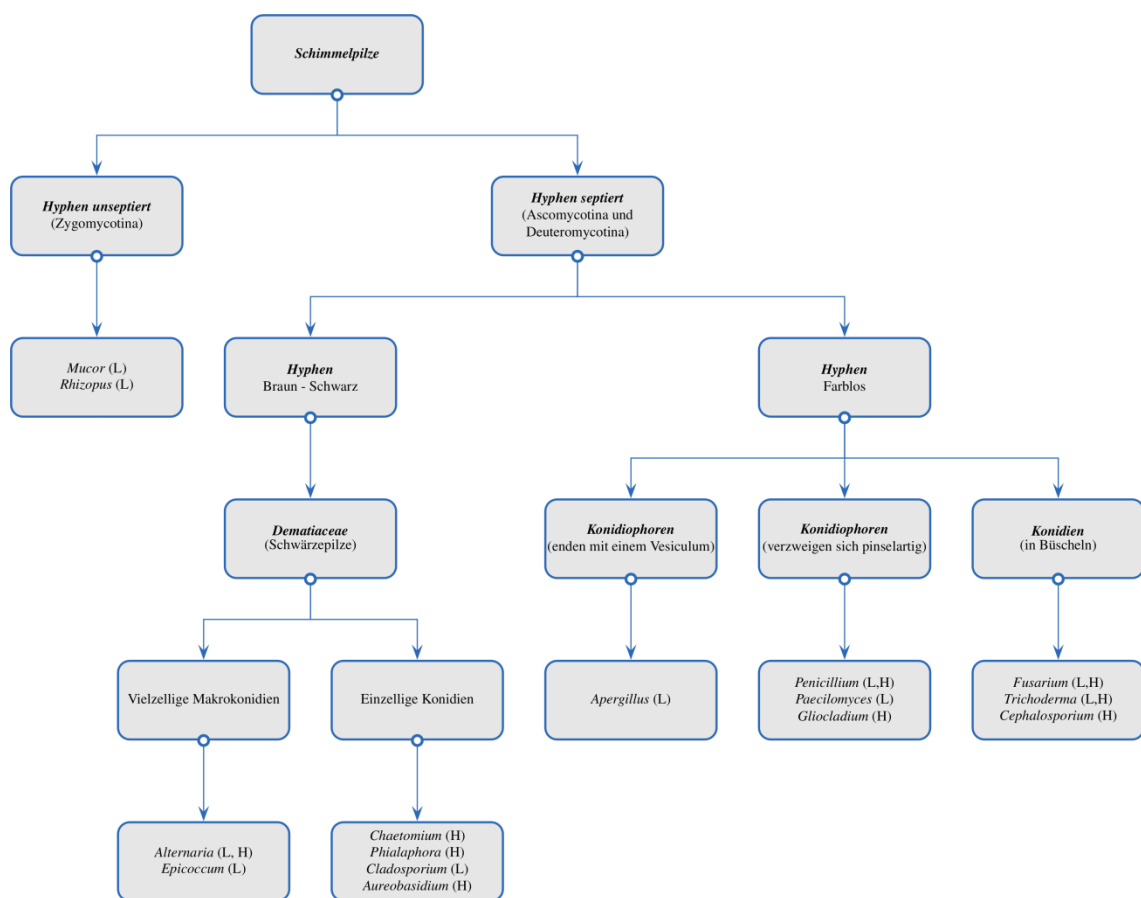 Schimmelpilze
Hyphen unseptiert
(Zygomycotina)
Hyphen septiert
(Ascomycotina und
Deuteromycotina)
Mucor (L)
Rhizopus (L)
Hyphen
Braun - Schwarz
Hyphen
Farblos
Dematiaceae
(Schwärzepilze)
Konidiophoren
(enden mit einem Vesiculum)
Konidiophoren
(verzweigen sich pinselartig)
Konidien
(in Büscheln)
Vielzellige Makrokonidien
Einzellige Konidien
Apergillus (L)
Penicillium (L,H)
Paecilomyces (L)
Gliocladium (H)
Fusarium (L,H)
Trichoderma (L,H)
Cephalosporium (H)
Alternaria (L, H)
Epicoccum (L)
Chaetomium (H)
Phialaphora (H)
Cladosporium (L)
Aureobasidium (H)